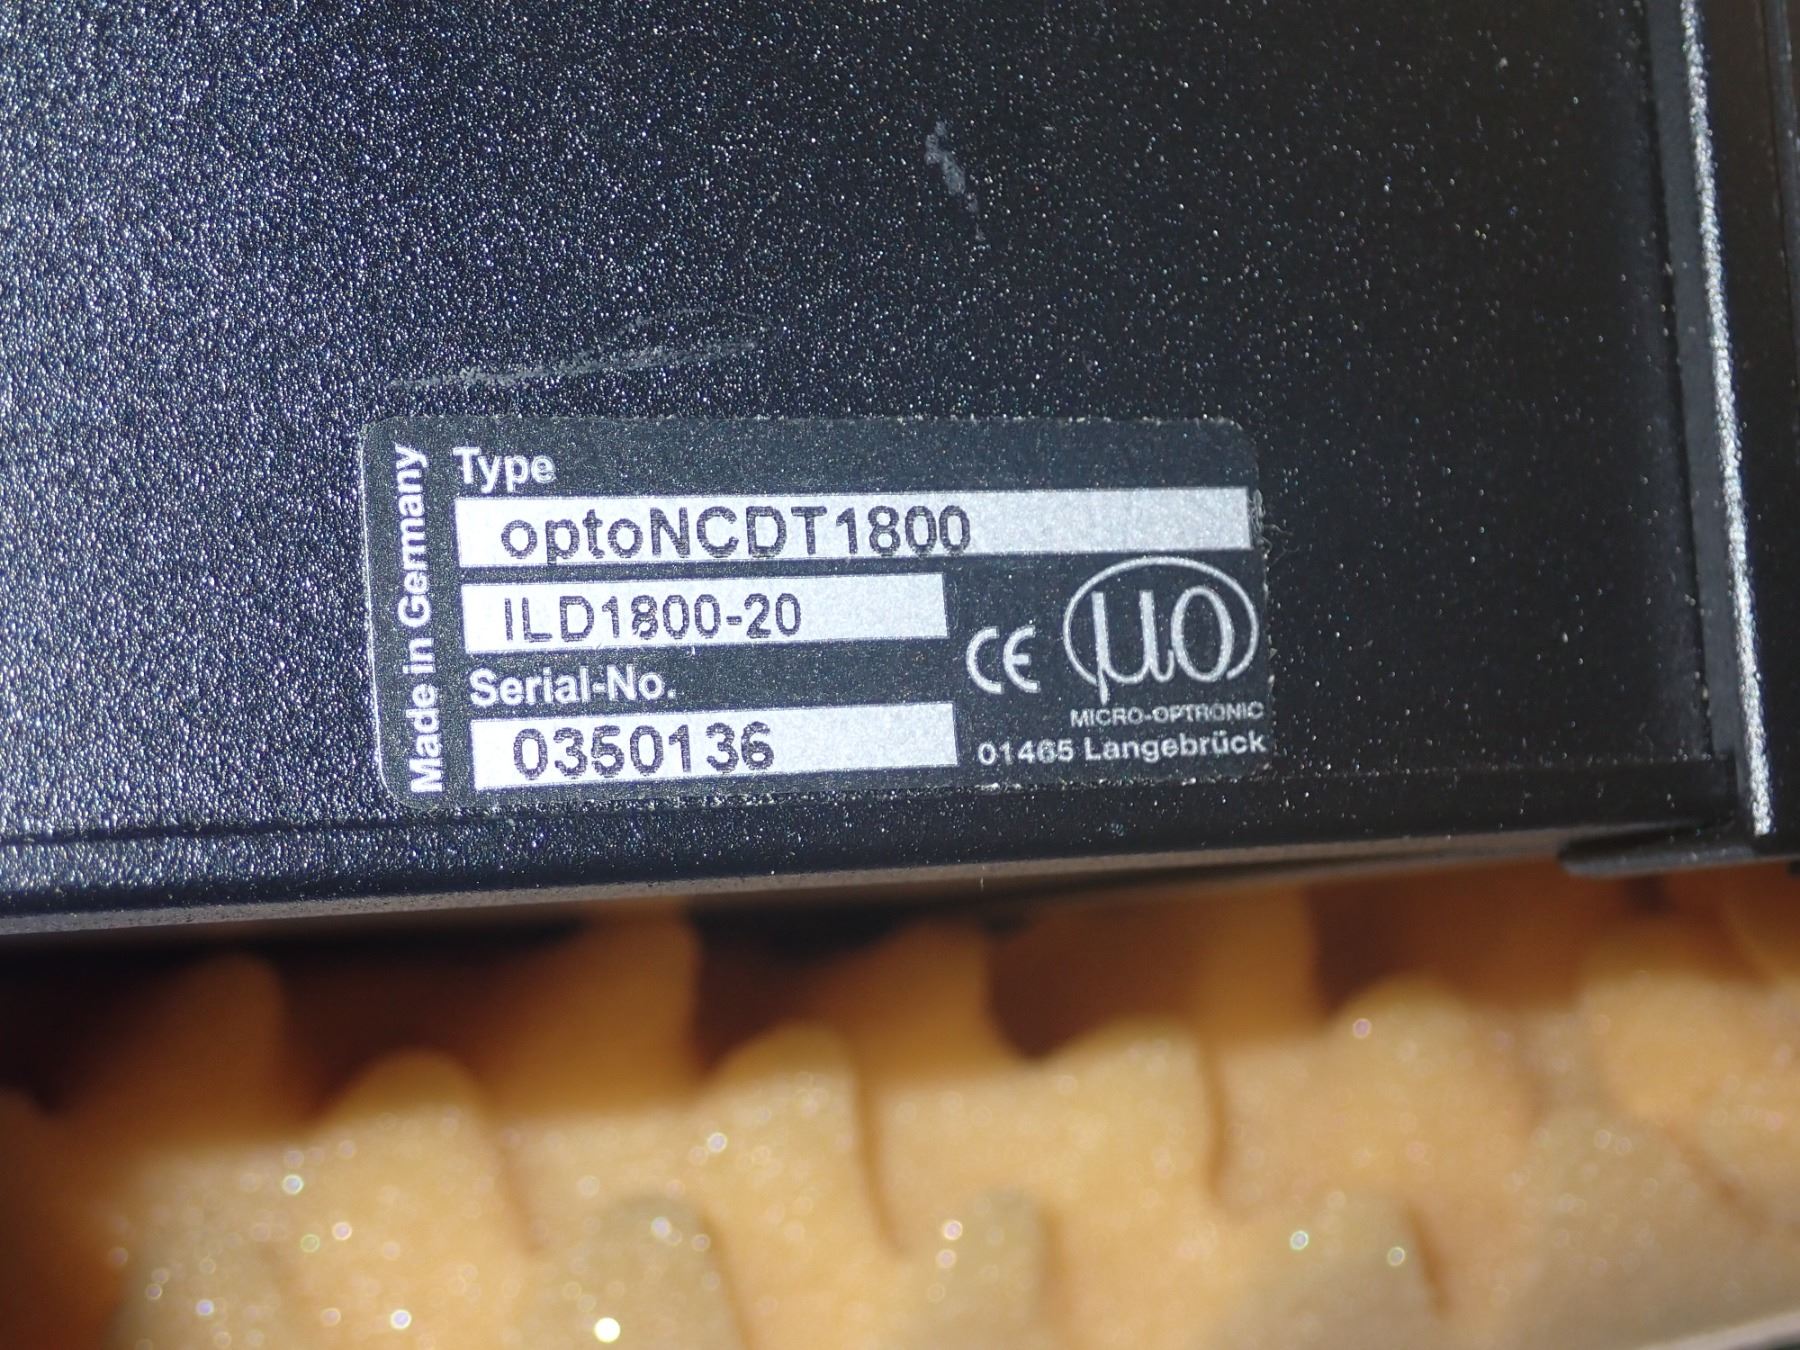 Made in Germany
Type
optoNCDT1800
ILD1800-20
Serial-No.
0350136
CE
µo
MICRO-OPTRONIC
01465 Langebrück